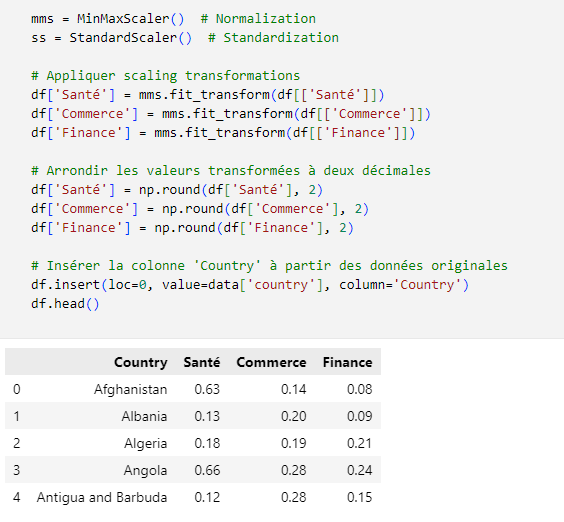 mms = MinMaxScaler()  # Normalization
ss = StandardScaler()  # Standardization
# Appliquer scaling transformations
df['Santé'] = mms.fit_transform(df[['Santé']])
df['Commerce'] = mms.fit_transform(df[['Commerce']])
df['Finance'] = mms.fit_transform(df[['Finance']])
# Arrondir les valeurs transformées à deux décimales
df['Santé'] = np.round(df['Santé'], 2)
df['Commerce'] = np.round(df['Commerce'], 2)
df['Finance'] = np.round(df['Finance'], 2)
# Insérer la colonne 'Country' à partir des données originales
df.insert(loc=0, value=data['country'], column='Country')
df.head()
Country Santé Commerce Finance
0 Afghanistan 0.63 0.14 0.08
1 Albania 0.13 0.20 0.09
2 Algeria 0.18 0.19 0.21
3 Angola 0.66 0.28 0.24
4 Antigua and Barbuda 0.12 0.28 0.15